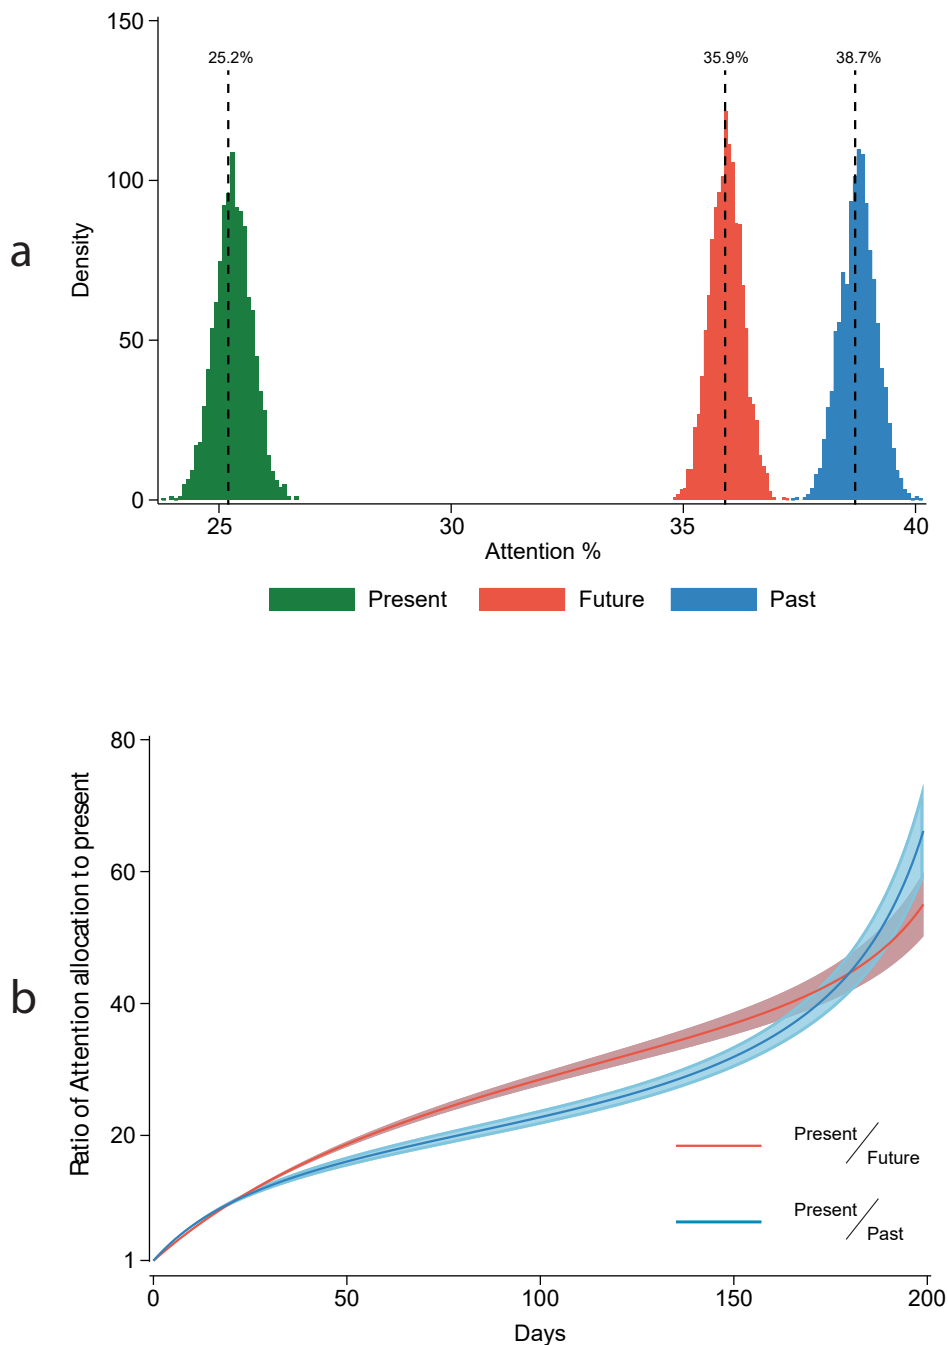 a
150
100
50
0
Density
25.2%
35.9%
38.7%
25
30
35
40
Attention %
Present
Future
Past
b
80
60
40
20
1
Ratio of Attention allocation to present
Present
Future
Present
Past
0
50
100
150
200
Days